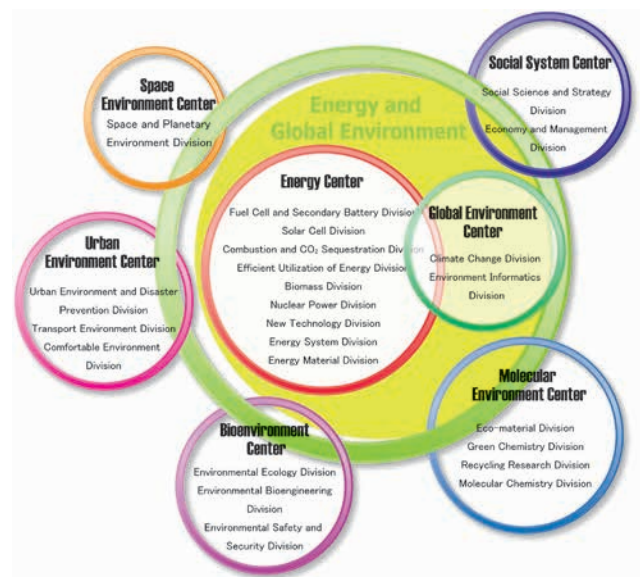 Space
Environment Center
Space and Planetary
Environment Division
Energy and
Global Environment
Social System Center
Social Science and Strategy
Division
Economy and Management
Division
Energy Center
Fuel Cell and Secondary Battery Division
Solar Cell Division
Combustion and CO₂ Sequestration Division
Efficient Utilization of Energy Division
Biomass Division
Nuclear Power Division
New Technology Division
Energy System Division
Energy Material Division
Global Environment
Center
Climate Change Division
Environment Informatics
Division
Urban
Environment Center
Urban Environment and Disaster
Prevention Division
Transport Environment Division
Comfortable Environment
Division
Bioenvironment
Center
Environmental Ecology Division
Environmental Bioengineering
Division
Environmental Safety and
Security Division
Molecular
Environment Center
Eco-material Division
Green Chemistry Division
Recycling Research Division
Molecular Chemistry Division